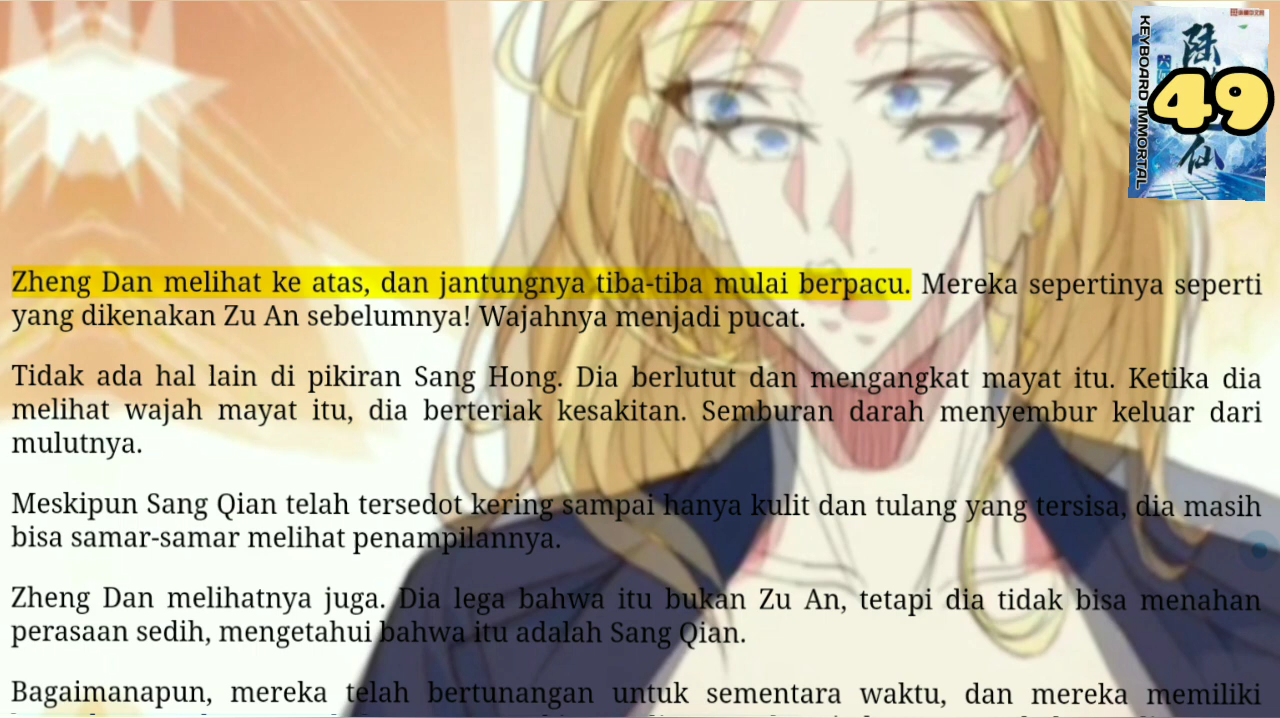 KEYBOARD IMMORTAL
陆
仙
49
Zheng Dan melihat ke atas, dan jantungnya tiba-tiba mulai berpacu. Mereka sepertinya seperti
yang dikenakan Zu An sebelumnya! Wajahnya menjadi pucat.
Tidak ada hal lain di pikiran Sang Hong. Dia berlutut dan mengangkat mayat itu. Ketika dia
melihat wajah mayat itu, dia berteriak kesakitan. Semburan darah menyembur keluar dari
mulutnya.
Meskipun Sang Qian telah tersedot kering sampai hanya kulit dan tulang yang tersisa, dia masih
bisa samar-samar melihat penampilannya.
Zheng Dan melihatnya juga. Dia lega bahwa itu bukan Zu An, tetapi dia tidak bisa menahan
perasaan sedih, mengetahui bahwa itu adalah Sang Qian.
Bagaimanapun, mereka telah bertunangan untuk sementara waktu, dan mereka memiliki